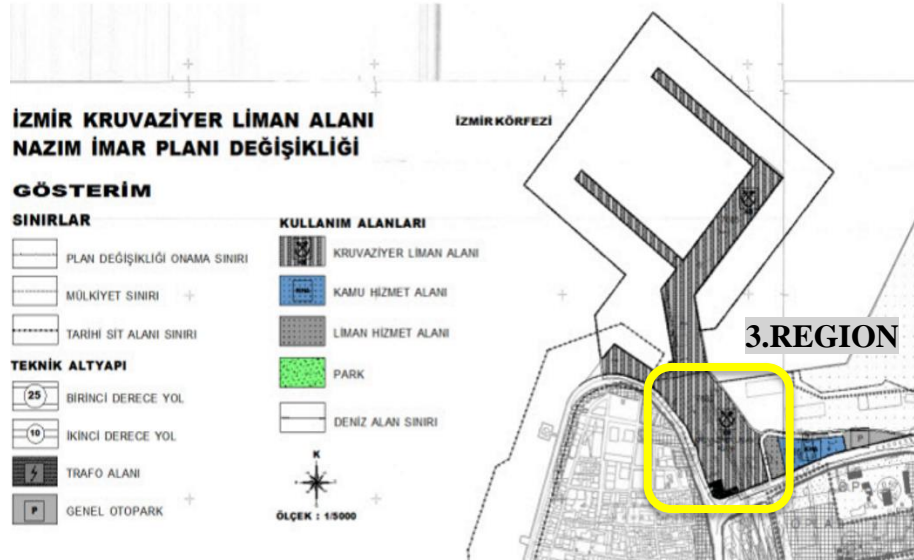 İZMİR KRUVAZİYER LİMAN ALANI
NAZIM İMAR PLANI DEĞİŞİKLİĞİ
GÖSTERİM
SINIRLAR
PLAN DEĞİŞİKLİĞİ ONAMA SINIRI
MÜLKİYET SINIRI
TARİHİ SİT ALANI SINIRI
TEKNİK ALTYAPI
25 BİRİNCİ DERECE YOL
10 İKİNCİ DERECE YOL
TRAFO ALANI
P GENEL OTOPARK
KULLANIM ALANLARI
KRUVAZİYER LİMAN ALANI
KAMU HİZMET ALANI
LİMAN HİZMET ALANI
PARK
DENİZ ALAN SINIRI
K
ÖLÇEK : 1/5000
İZMİR KÖRFEZİ
3.REGION
P